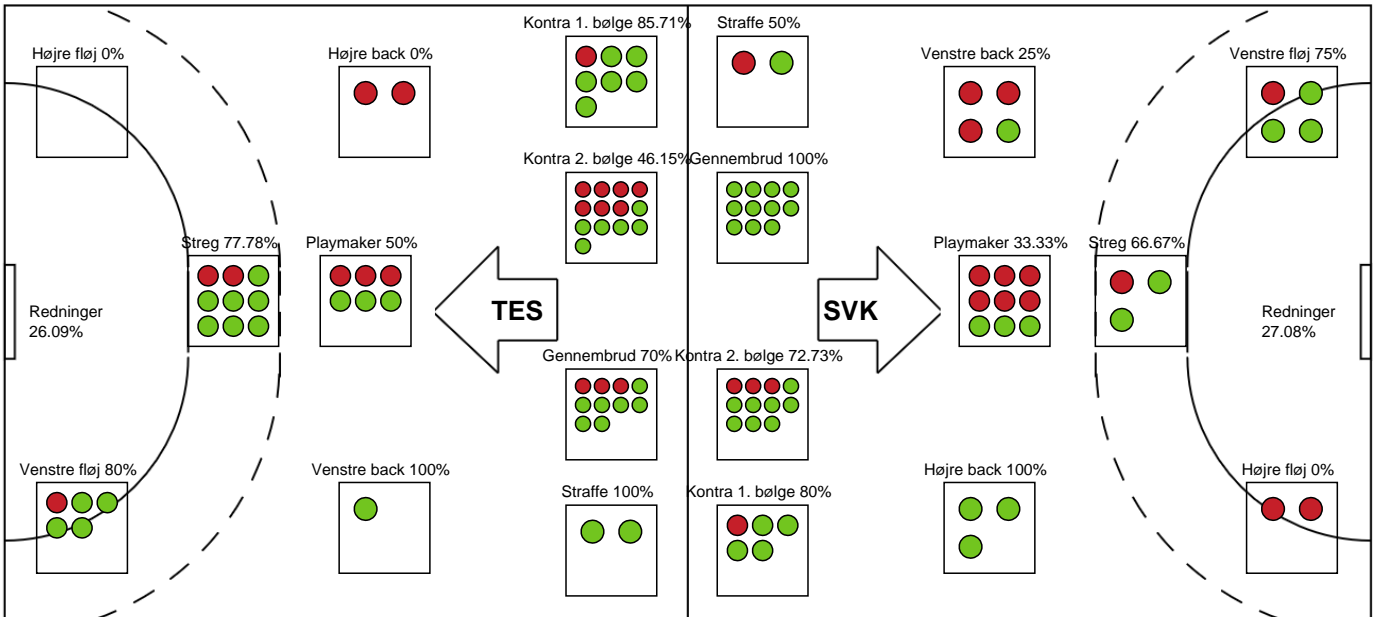 Kontra 1. bølge 85.71%
Straffe 50%
Højre fløj 0%
Højre back 0%
Venstre back 25%
Venstre fløj 75%
Kontra 2. bølge 46.15%
Gennembrud 100%
Streg 77.78%
Playmaker 50%
Playmaker 33.33%
Streg 66.67%
TES
SVK
Redninger
26.09%
Redninger
27.08%
Gennembrud 70%
Kontra 2. bølge 72.73%
Venstre fløj 80%
Venstre back 100%
Straffe 100%
Kontra 1. bølge 80%
Højre back 100%
Højre fløj 0%